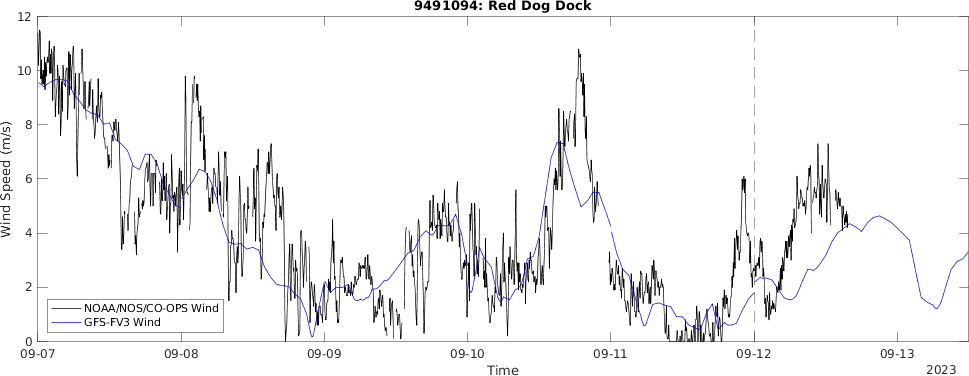 9491094: Red Dog Dock
Wind Speed (m/s)
12
10
8
6
4
2
0
NOAA/NOS/CO-OPS Wind
GFS-FV3 Wind
09-07 09-08 09-09 09-10 09-11 09-12 09-13
Time
2023